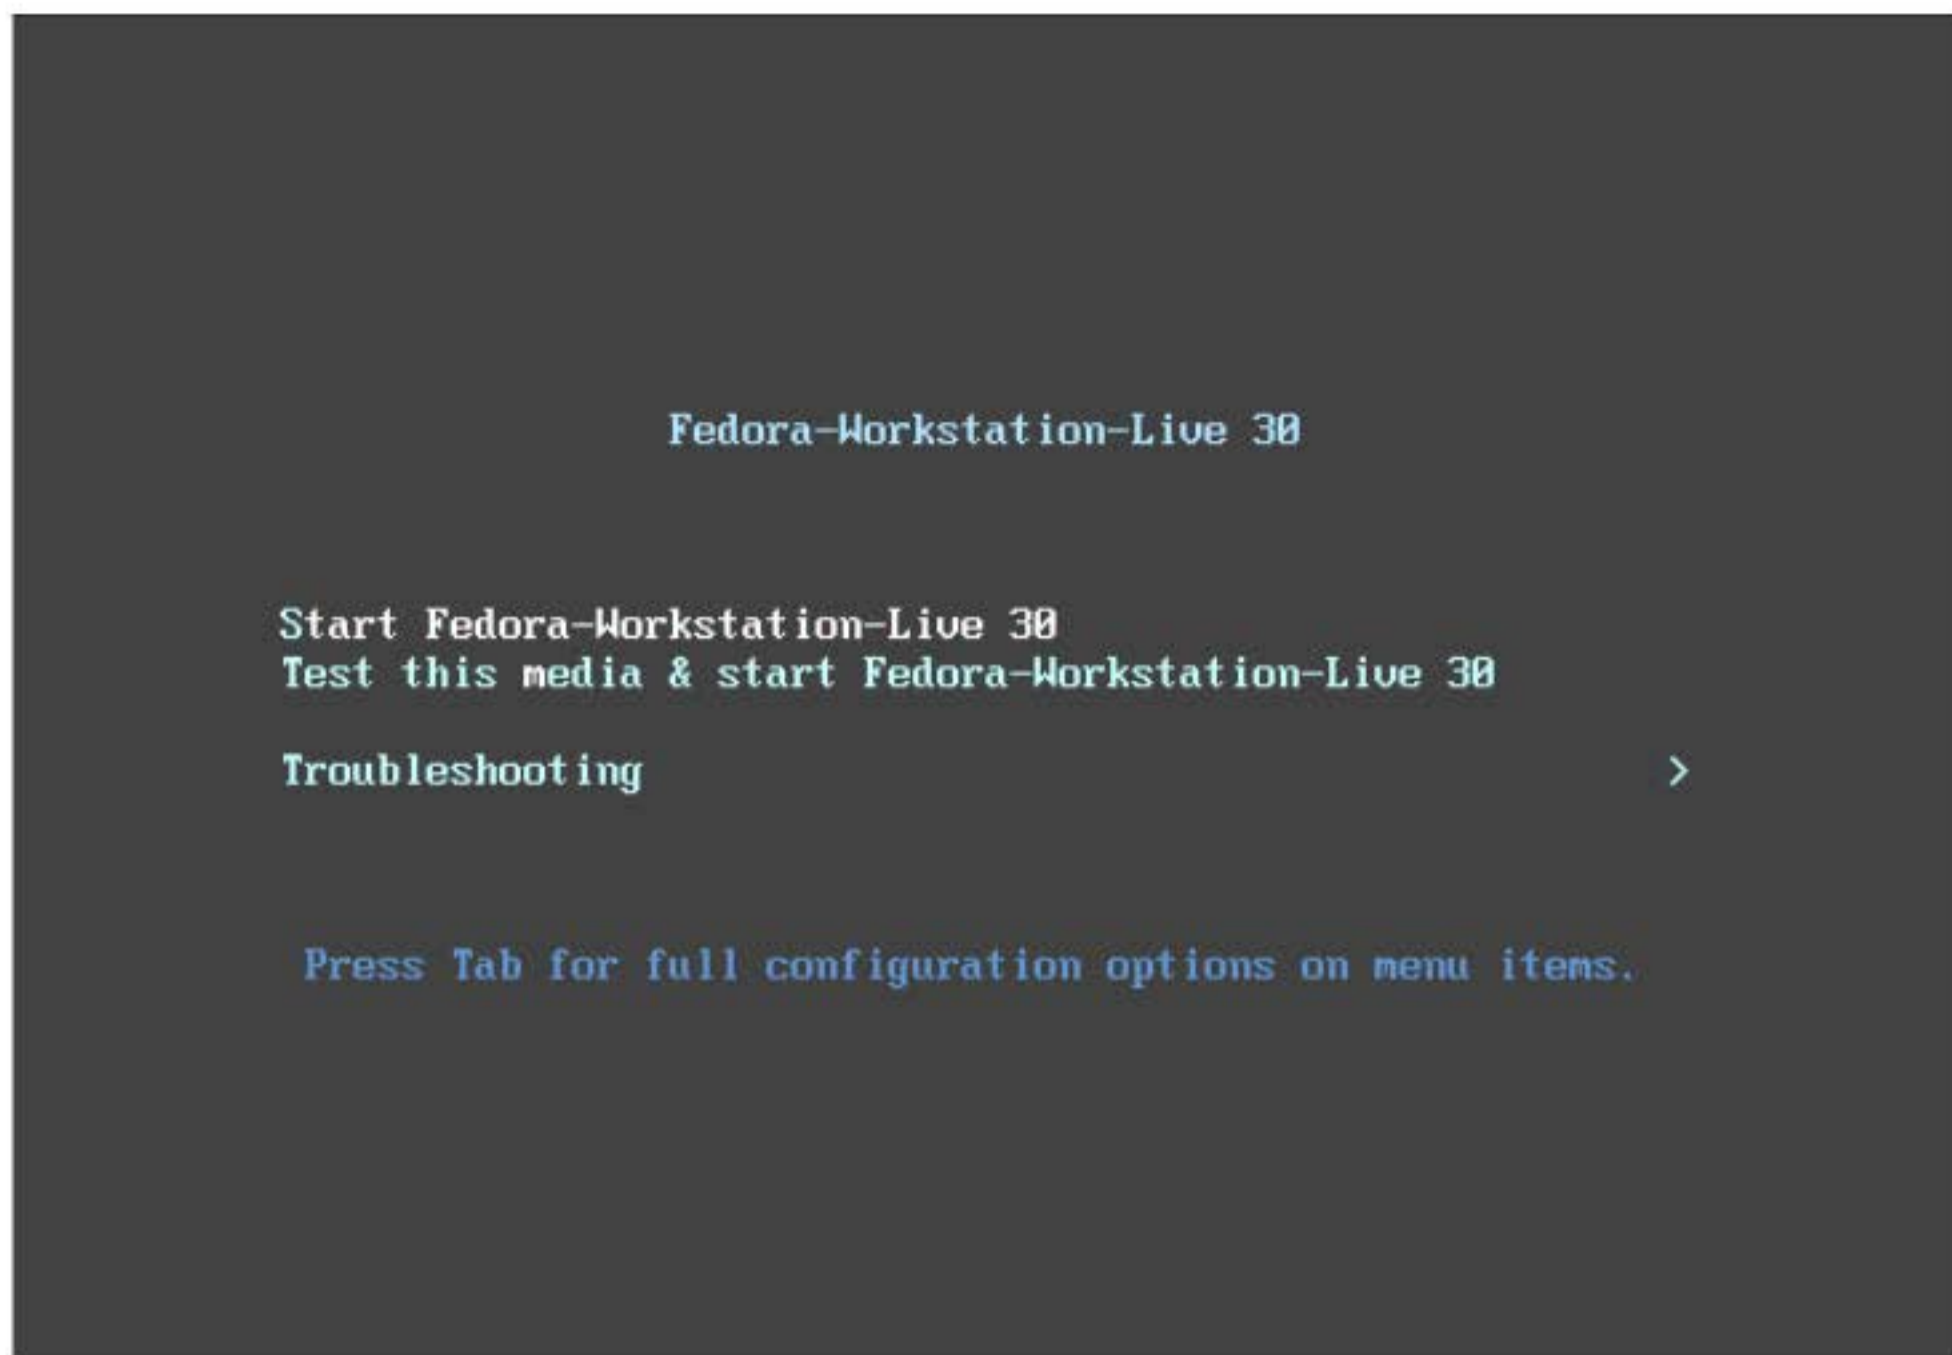 Fedora-Workstation-Live 30
Start Fedora-Workstation-Live 30
Test this media & start Fedora-Workstation-Live 30
Troubleshooting >
Press Tab for full configuration options on menu items.